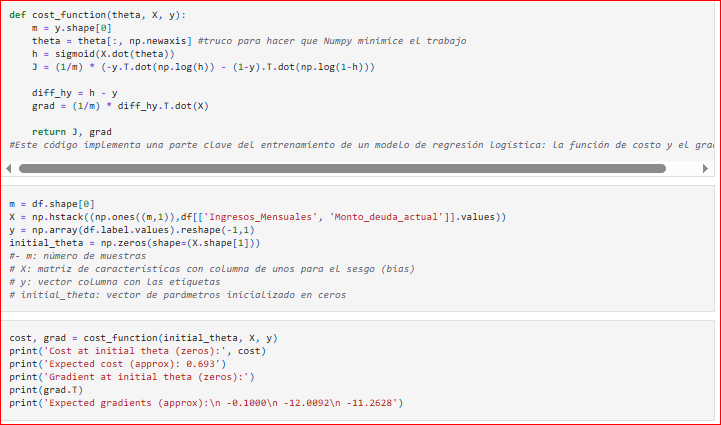 def cost_function(theta, X, y):
    m = y.shape[0]
    theta = theta[:, np.newaxis] #truco para hacer que Numpy minimice el trabajo
    h = sigmoid(X.dot(theta))
    J = (1/m) * (-y.T.dot(np.log(h)) - (1-y).T.dot(np.log(1-h)))

    diff_hy = h - y
    grad = (1/m) * diff_hy.T.dot(X)

    return J, grad
#Este código implementa una parte clave del entrenamiento de un modelo de regresión logística: la función de costo y el gra
m = df.shape[0]
X = np.hstack((np.ones((m,1)),df[['Ingresos_Mensuales', 'Monto_deuda_actual']].values))
y = np.array(df.label.values).reshape(-1,1)
initial_theta = np.zeros(shape=(X.shape[1]))
#- m: número de muestras
# X: matriz de características con columna de unos para el sesgo (bias)
# y: vector columna con las etiquetas
# initial_theta: vector de parámetros inicializado en ceros
cost, grad = cost_function(initial_theta, X, y)
print('Cost at initial theta (zeros):', cost)
print('Expected cost (approx): 0.693')
print('Gradient at initial theta (zeros):')
print(grad.T)
print('Expected gradients (approx):\n -0.1000\n -12.0092\n -11.2628')